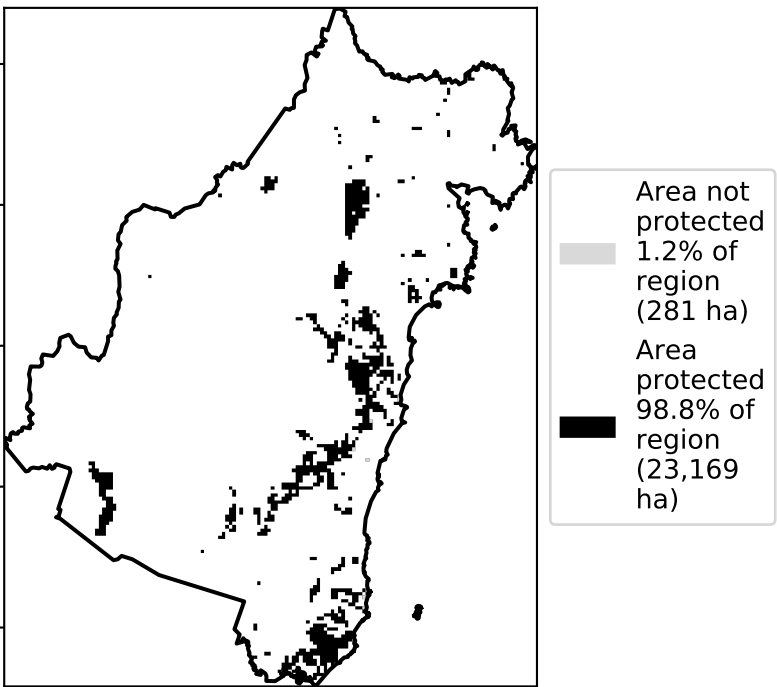 Area not
protected
1.2% of
region
(281 ha)
Area
protected
98.8% of
region
(23,169
ha)